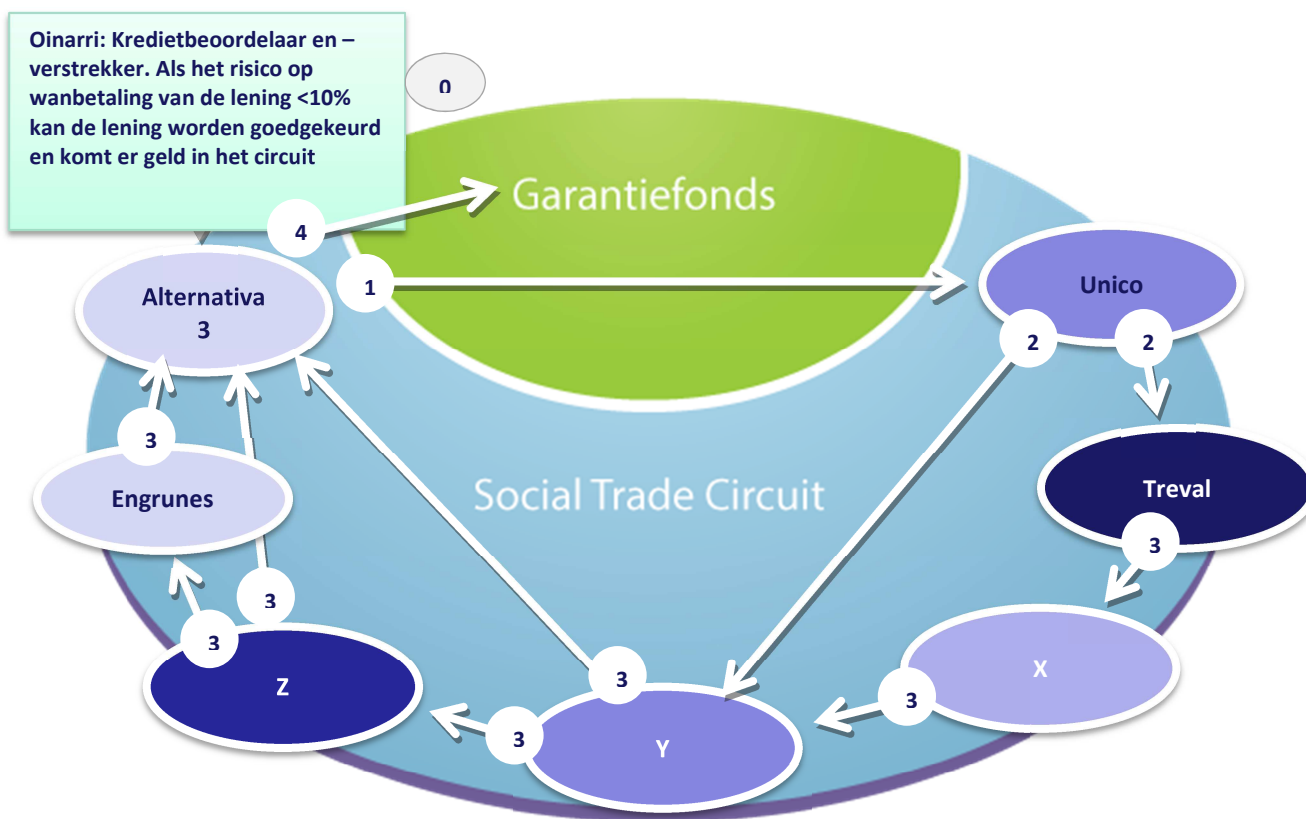 Oinarri: Kredietbeoordelaar en –
verstrekker. Als het risico op
wanbetaling van de lening <10%
kan de lening worden goedgekeurd
en komt er geld in het circuit
0
Garantiefonds
4
1
Alternativa
3
Unico
2
2
3
Engrunes
Social Trade Circuit
Treval
3
3
3
Z
3
3
Y
3
X
3